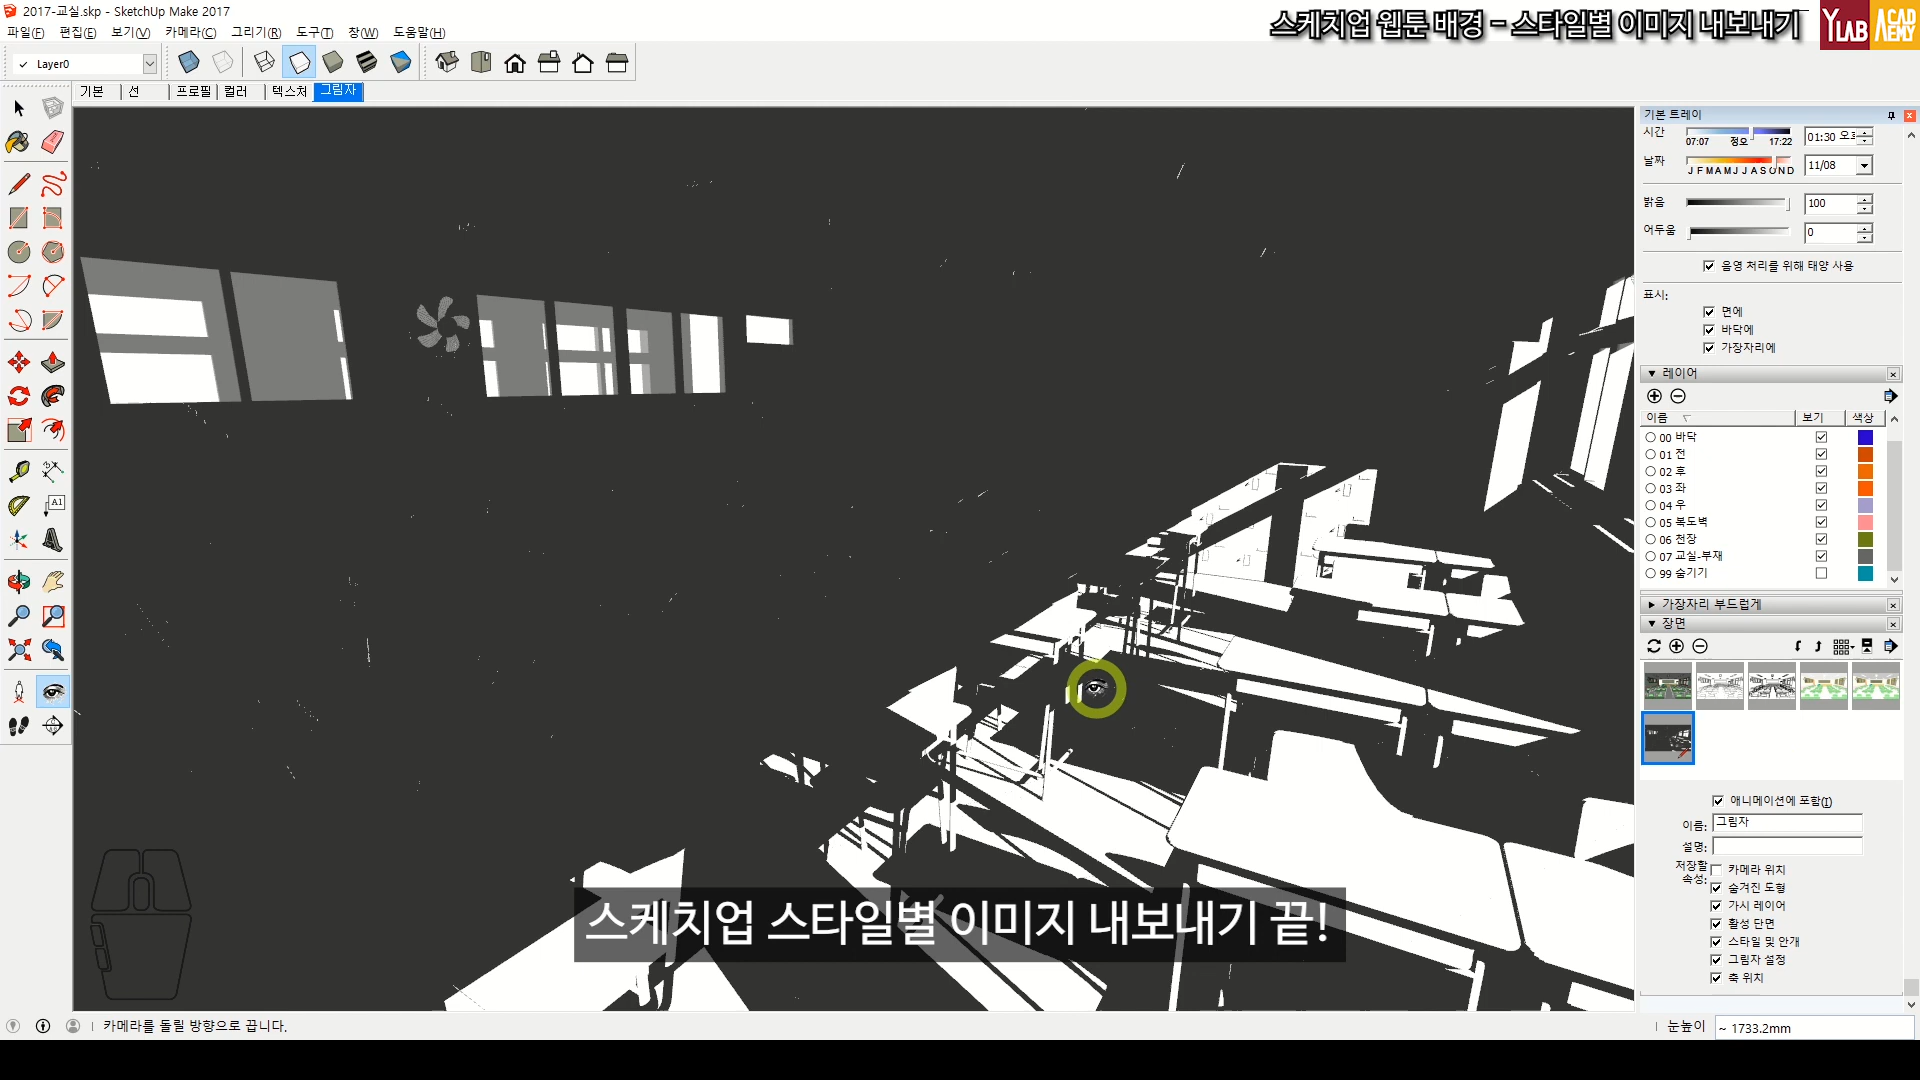 2017-교실.skp - SketchUp Make 2017
스케치업 웹툰 배경 - 스타일별 이미지 내보내기
YLAB ACADEMY
파일(F) 편집(E) 보기(V) 카메라(C) 그리기(R) 도구(T) 창(W) 도움말(H)
Layer0
기본 선 프로필 컬러 텍스처 그림자
기본 트레이
시간 07:07 정오 17:22 01:30 오후
날짜 J F M A M J J A S O N D 11/08
밝음 100
어두움 0
음영 처리를 위해 태양 사용
표시:
면에
바닥에
가장자리에
레이어
이름 보기 색상
00 바닥
01 전
02 후
03 좌
04 우
05 복도벽
06 천장
07 교실-부재
99 숨기기
가장자리 부드럽게
장면
애니메이션에 포함(I)
이름: 그림자
설명:
저장할 속성:
카메라 위치
숨겨진 도형
가시 레이어
활성 단면
스타일 및 안개
그림자 설정
축 위치
A1
스케치업 스타일별 이미지 내보내기 끝!
카메라를 돌릴 방향으로 끕니다.
눈높이 ~ 1733.2mm